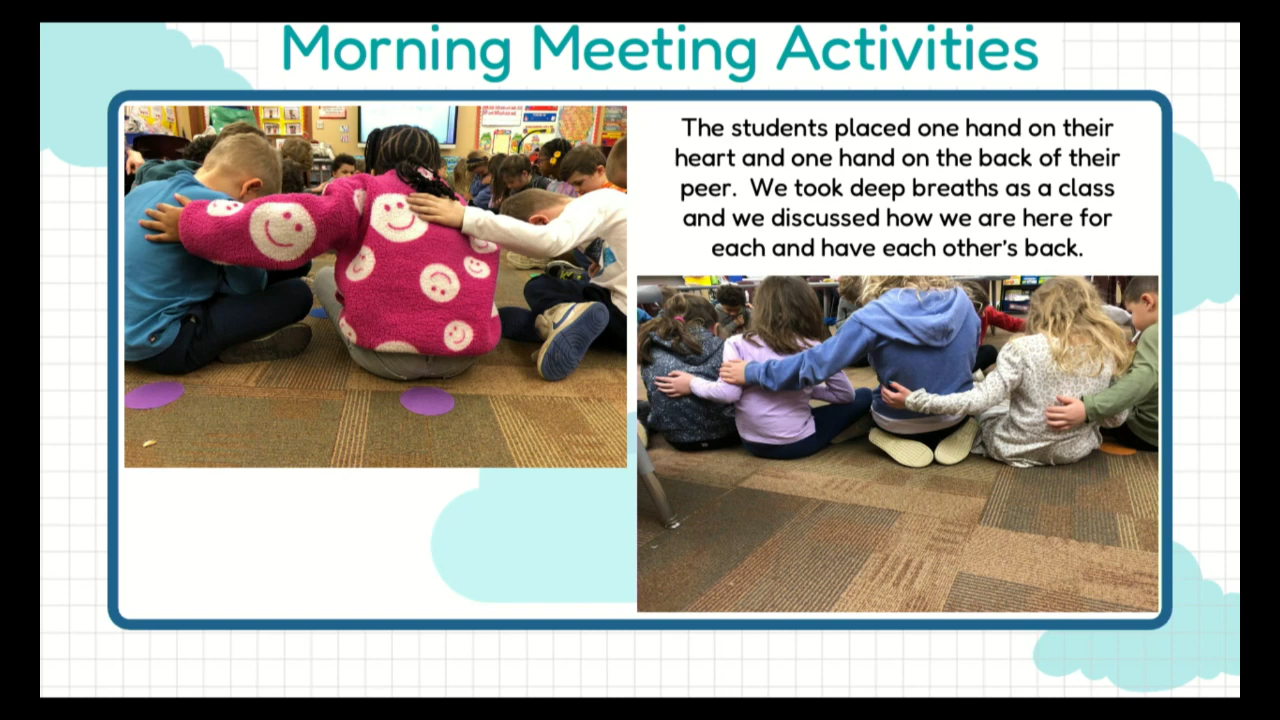 Morning Meeting Activities
The students placed one hand on their
heart and one hand on the back of their
peer.  We took deep breaths as a class
and we discussed how we are here for
each and have each other's back.